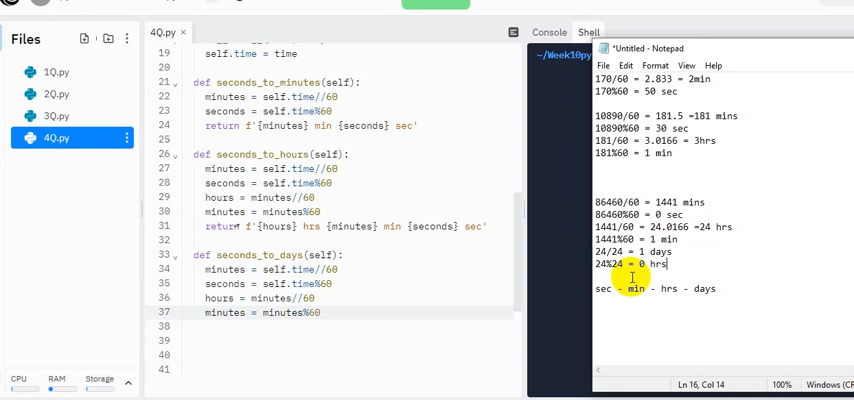 Files
1Q.py
2Q.py
3Q.py
4Q.py
CPU RAM Storage
4Q.py ×
19 self.time = time
20
21 def seconds_to_minutes(self):
22 minutes = self.time//60
23 seconds = self.time%60
24 return f'{minutes} min {seconds} sec'
25
26 def seconds_to_hours(self):
27 minutes = self.time//60
28 seconds = self.time%60
29 hours = minutes//60
30 minutes = minutes%60
31 return f'{hours} hrs {minutes} min {seconds} sec'
32
33 def seconds_to_days(self):
34 minutes = self.time//60
35 seconds = self.time%60
36 hours = minutes//60
37 minutes = minutes%60
38
39
40
41
Console Shell
~/Week10py
*Untitled - Notepad
File Edit Format View Help
170/60 = 2.833 = 2min
170%60 = 50 sec
10890/60 = 181.5 =181 mins
10890%60 = 30 sec
181/60 = 3.0166 = 3hrs
181%60 = 1 min
86460/60 = 1441 mins
86460%60 = 0 sec
1441/60 = 24.0166 =24 hrs
1441%60 = 1 min
24/24 = 1 days
24%24 = 0 hrs
sec - min - hrs - days
Ln 16, Col 14 100% Windows (CR